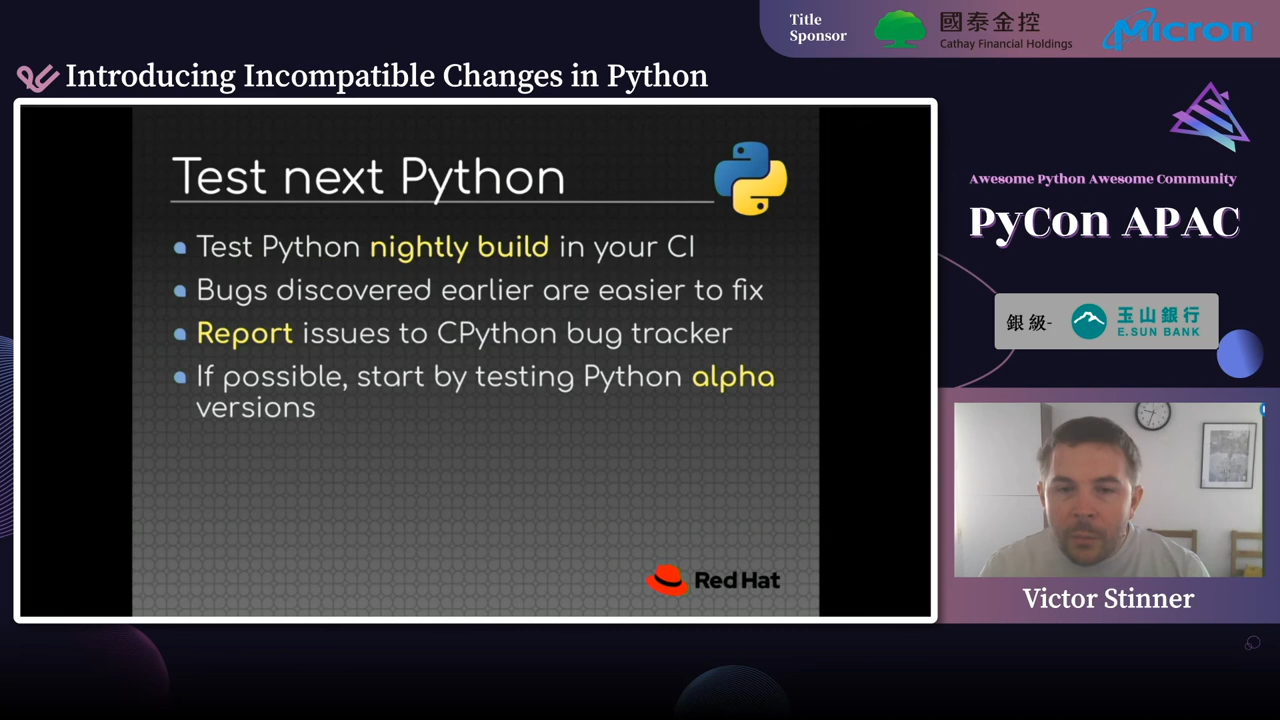 Title
Sponsor
國泰金控
Cathay Financial Holdings
Micron
Introducing Incompatible Changes in Python
Test next Python
Test Python nightly build in your CI
Bugs discovered earlier are easier to fix
Report issues to CPython bug tracker
If possible, start by testing Python alpha
versions
Red Hat
Awesome Python Awesome Community
PyCon APAC
銀級-
玉山銀行
E.SUN BANK
Victor Stinner